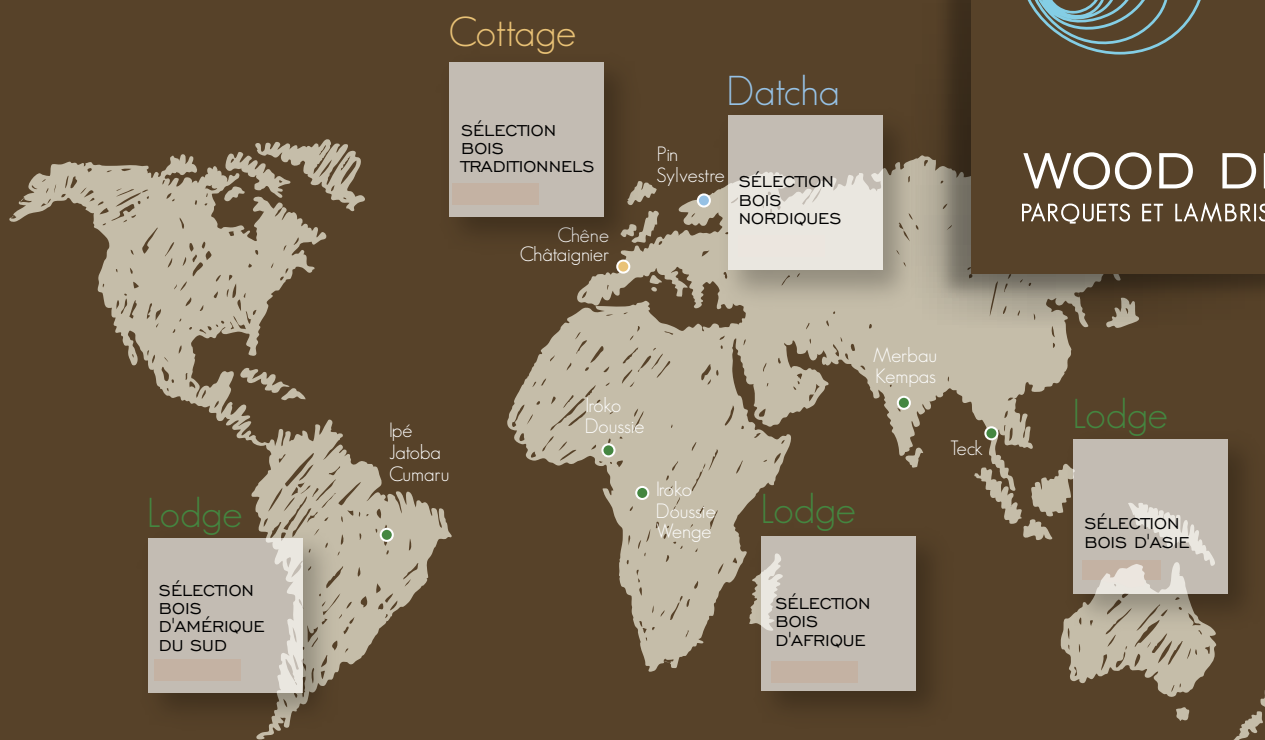 Cottage
SÉLECTION
BOIS
TRADITIONNELS
Datcha
SÉLECTION
BOIS
NORDIQUES
Pin
Sylvestre
WOOD
PARQUETS ET LAMBRIS
Chêne
Châtaignier
Merbau
Kempas
Iroko
Doussie
Teck
Ipé
Jatoba
Cumaru
Iroko
Doussie
Wenge
Lodge
SÉLECTION
BOIS D'ASIE
Lodge
SÉLECTION
BOIS
D'AMÉRIQUE
DU SUD
Lodge
SÉLECTION
BOIS
D'AFRIQUE